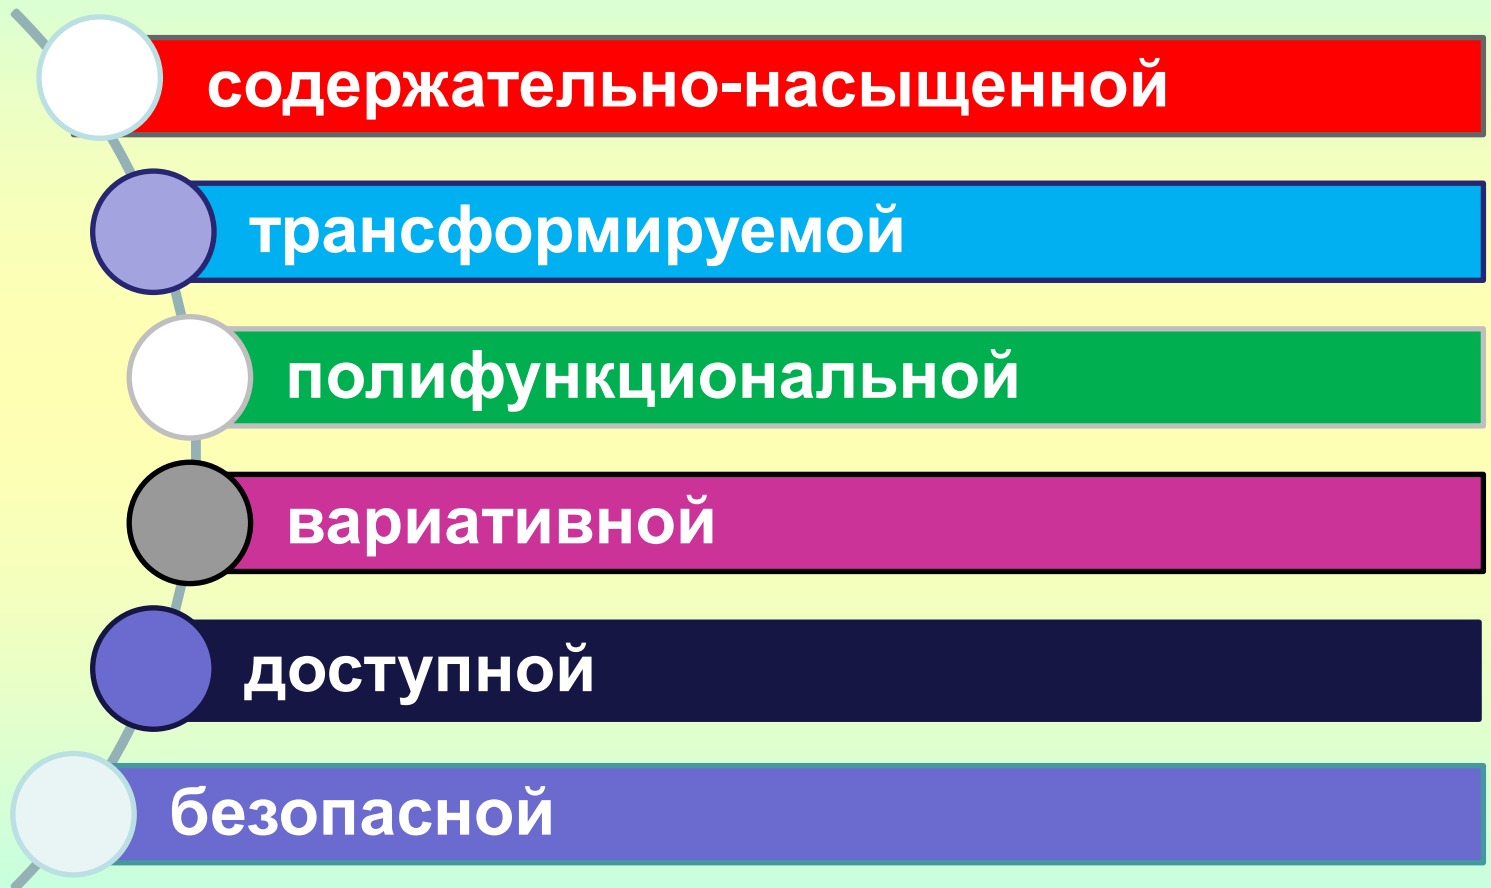 содержательно-насыщенной
трансформируемой
полифункциональной
вариативной
доступной
безопасной